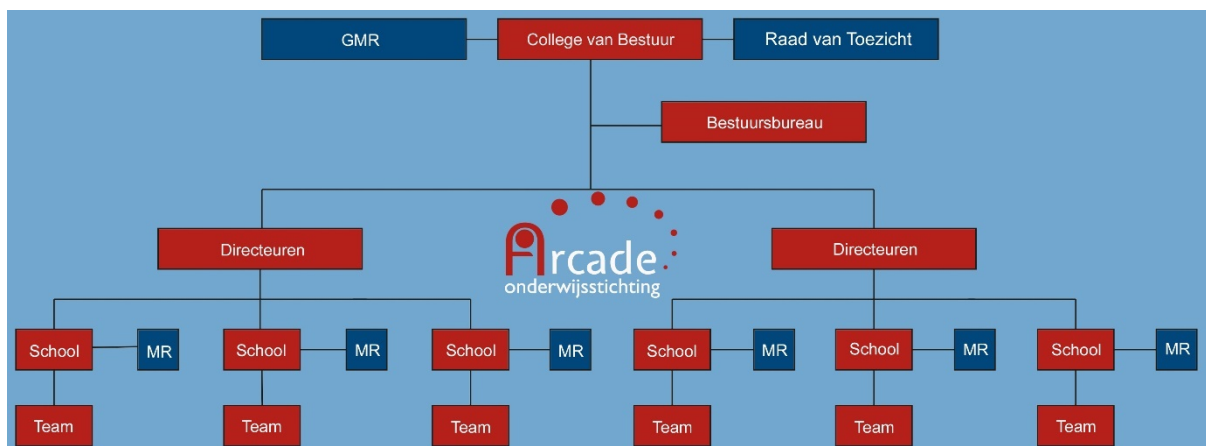 GMR
College van Bestuur
Raad van Toezicht
Bestuursbureau
Directeuren
Directeuren
Arcade
onderwijsstichting
School
MR
School
MR
School
MR
School
MR
School
MR
School
MR
Team
Team
Team
Team
Team
Team